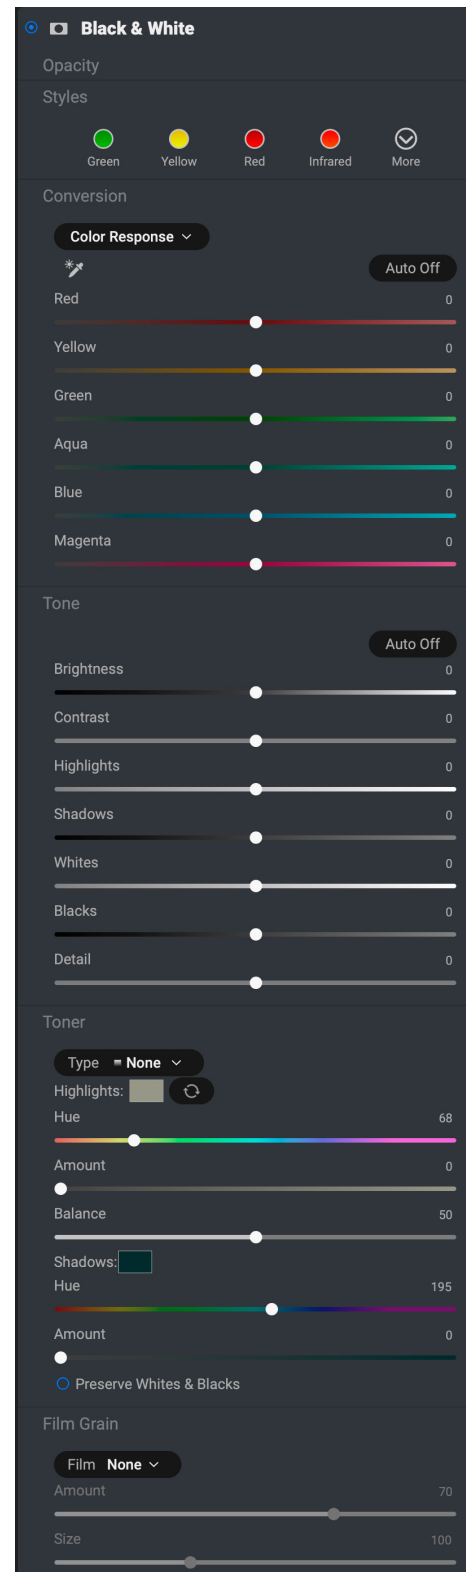 Black & White
Opacity
Styles
Green Yellow Red Infrared More
Conversion
Color Response
Auto Off
Red 0
Yellow 0
Green 0
Aqua 0
Blue 0
Magenta 0
Tone
Auto Off
Brightness 0
Contrast 0
Highlights 0
Shadows 0
Whites 0
Blacks 0
Detail 0
Toner
Type None
Highlights:
Hue 68
Amount 0
Balance 50
Shadows:
Hue 195
Amount 0
Preserve Whites & Blacks
Film Grain
Film None
Amount 70
Size 100